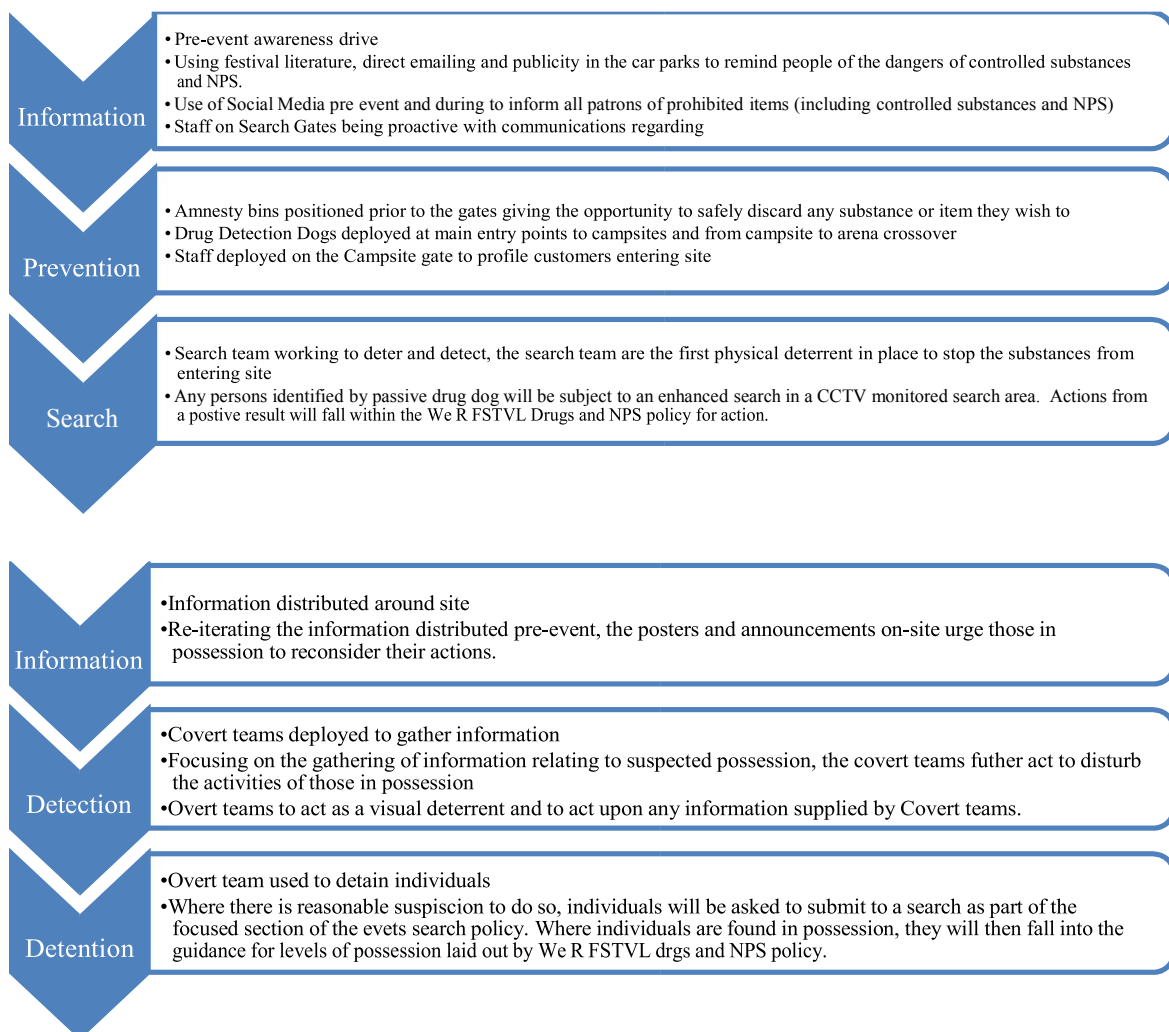 Information
• Pre-event awareness drive
• Using festival literature, direct emailing and publicity in the car parks to remind people of the dangers of controlled substances
and NPS.
• Use of Social Media pre event and during to inform all patrons of prohibited items (including controlled substances and NPS)
• Staff on Search Gates being proactive with communications regarding
Prevention
• Amnesty bins positioned prior to the gates giving the opportunity to safely discard any substance or item they wish to
• Drug Detection Dogs deployed at main entry points to campsites and from campsite to arena crossover
• Staff deployed on the Campsite gate to profile customers entering site
Search
• Search team working to deter and detect, the search team are the first physical deterrent in place to stop the substances from
entering site
• Any persons identified by passive drug dog will be subject to an enhanced search in a CCTV monitored search area.  Actions from
a postive result will fall within the We R FSTVL Drugs and NPS policy for action.
Information
•Information distributed around site
•Re-iterating the information distributed pre-event, the posters and announcements on-site urge those in
possession to reconsider their actions.
Detection
•Covert teams deployed to gather information
•Focusing on the gathering of information relating to suspected possession, the covert teams futher act to disturb
the activities of those in possession
•Overt teams to act as a visual deterrent and to act upon any information supplied by Covert teams.
Detention
•Overt team used to detain individuals
•Where there is reasonable suspiscion to do so, individuals will be asked to submit to a search as part of the
focused section of the evets search policy. Where individuals are found in possession, they will then fall into the
guidance for levels of possession laid out by We R FSTVL drgs and NPS policy.